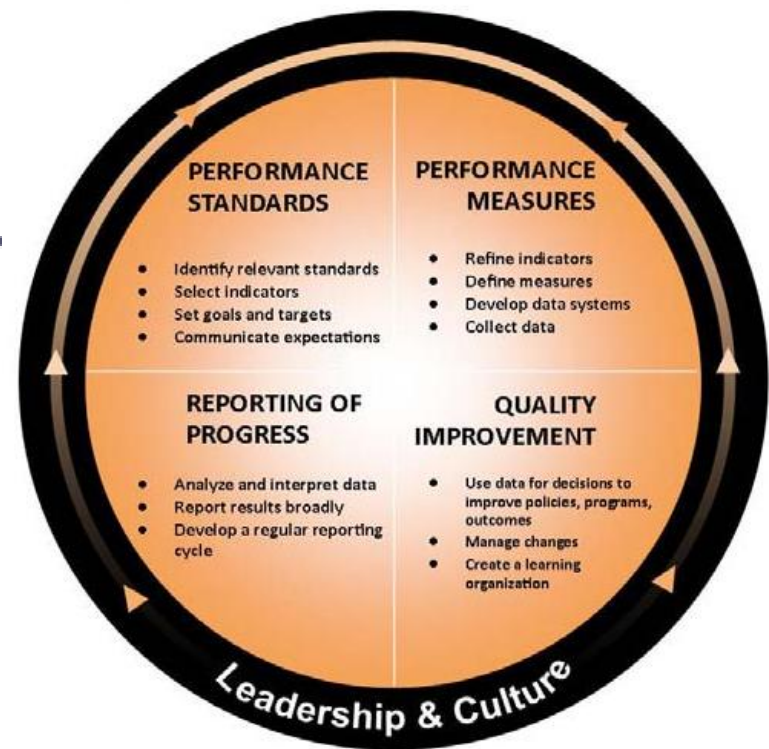 PERFORMANCE
STANDARDS
• Identify relevant standards
• Select indicators
• Set goals and targets
• Communicate expectations
PERFORMANCE
MEASURES
• Refine indicators
• Define measures
• Develop data systems
• Collect data
REPORTING OF
PROGRESS
• Analyze and interpret data
• Report results broadly
• Develop a regular reporting
cycle
QUALITY
IMPROVEMENT
• Use data for decisions to
improve policies, programs,
outcomes
• Manage changes
• Create a learning
organization
Leadership & Culture